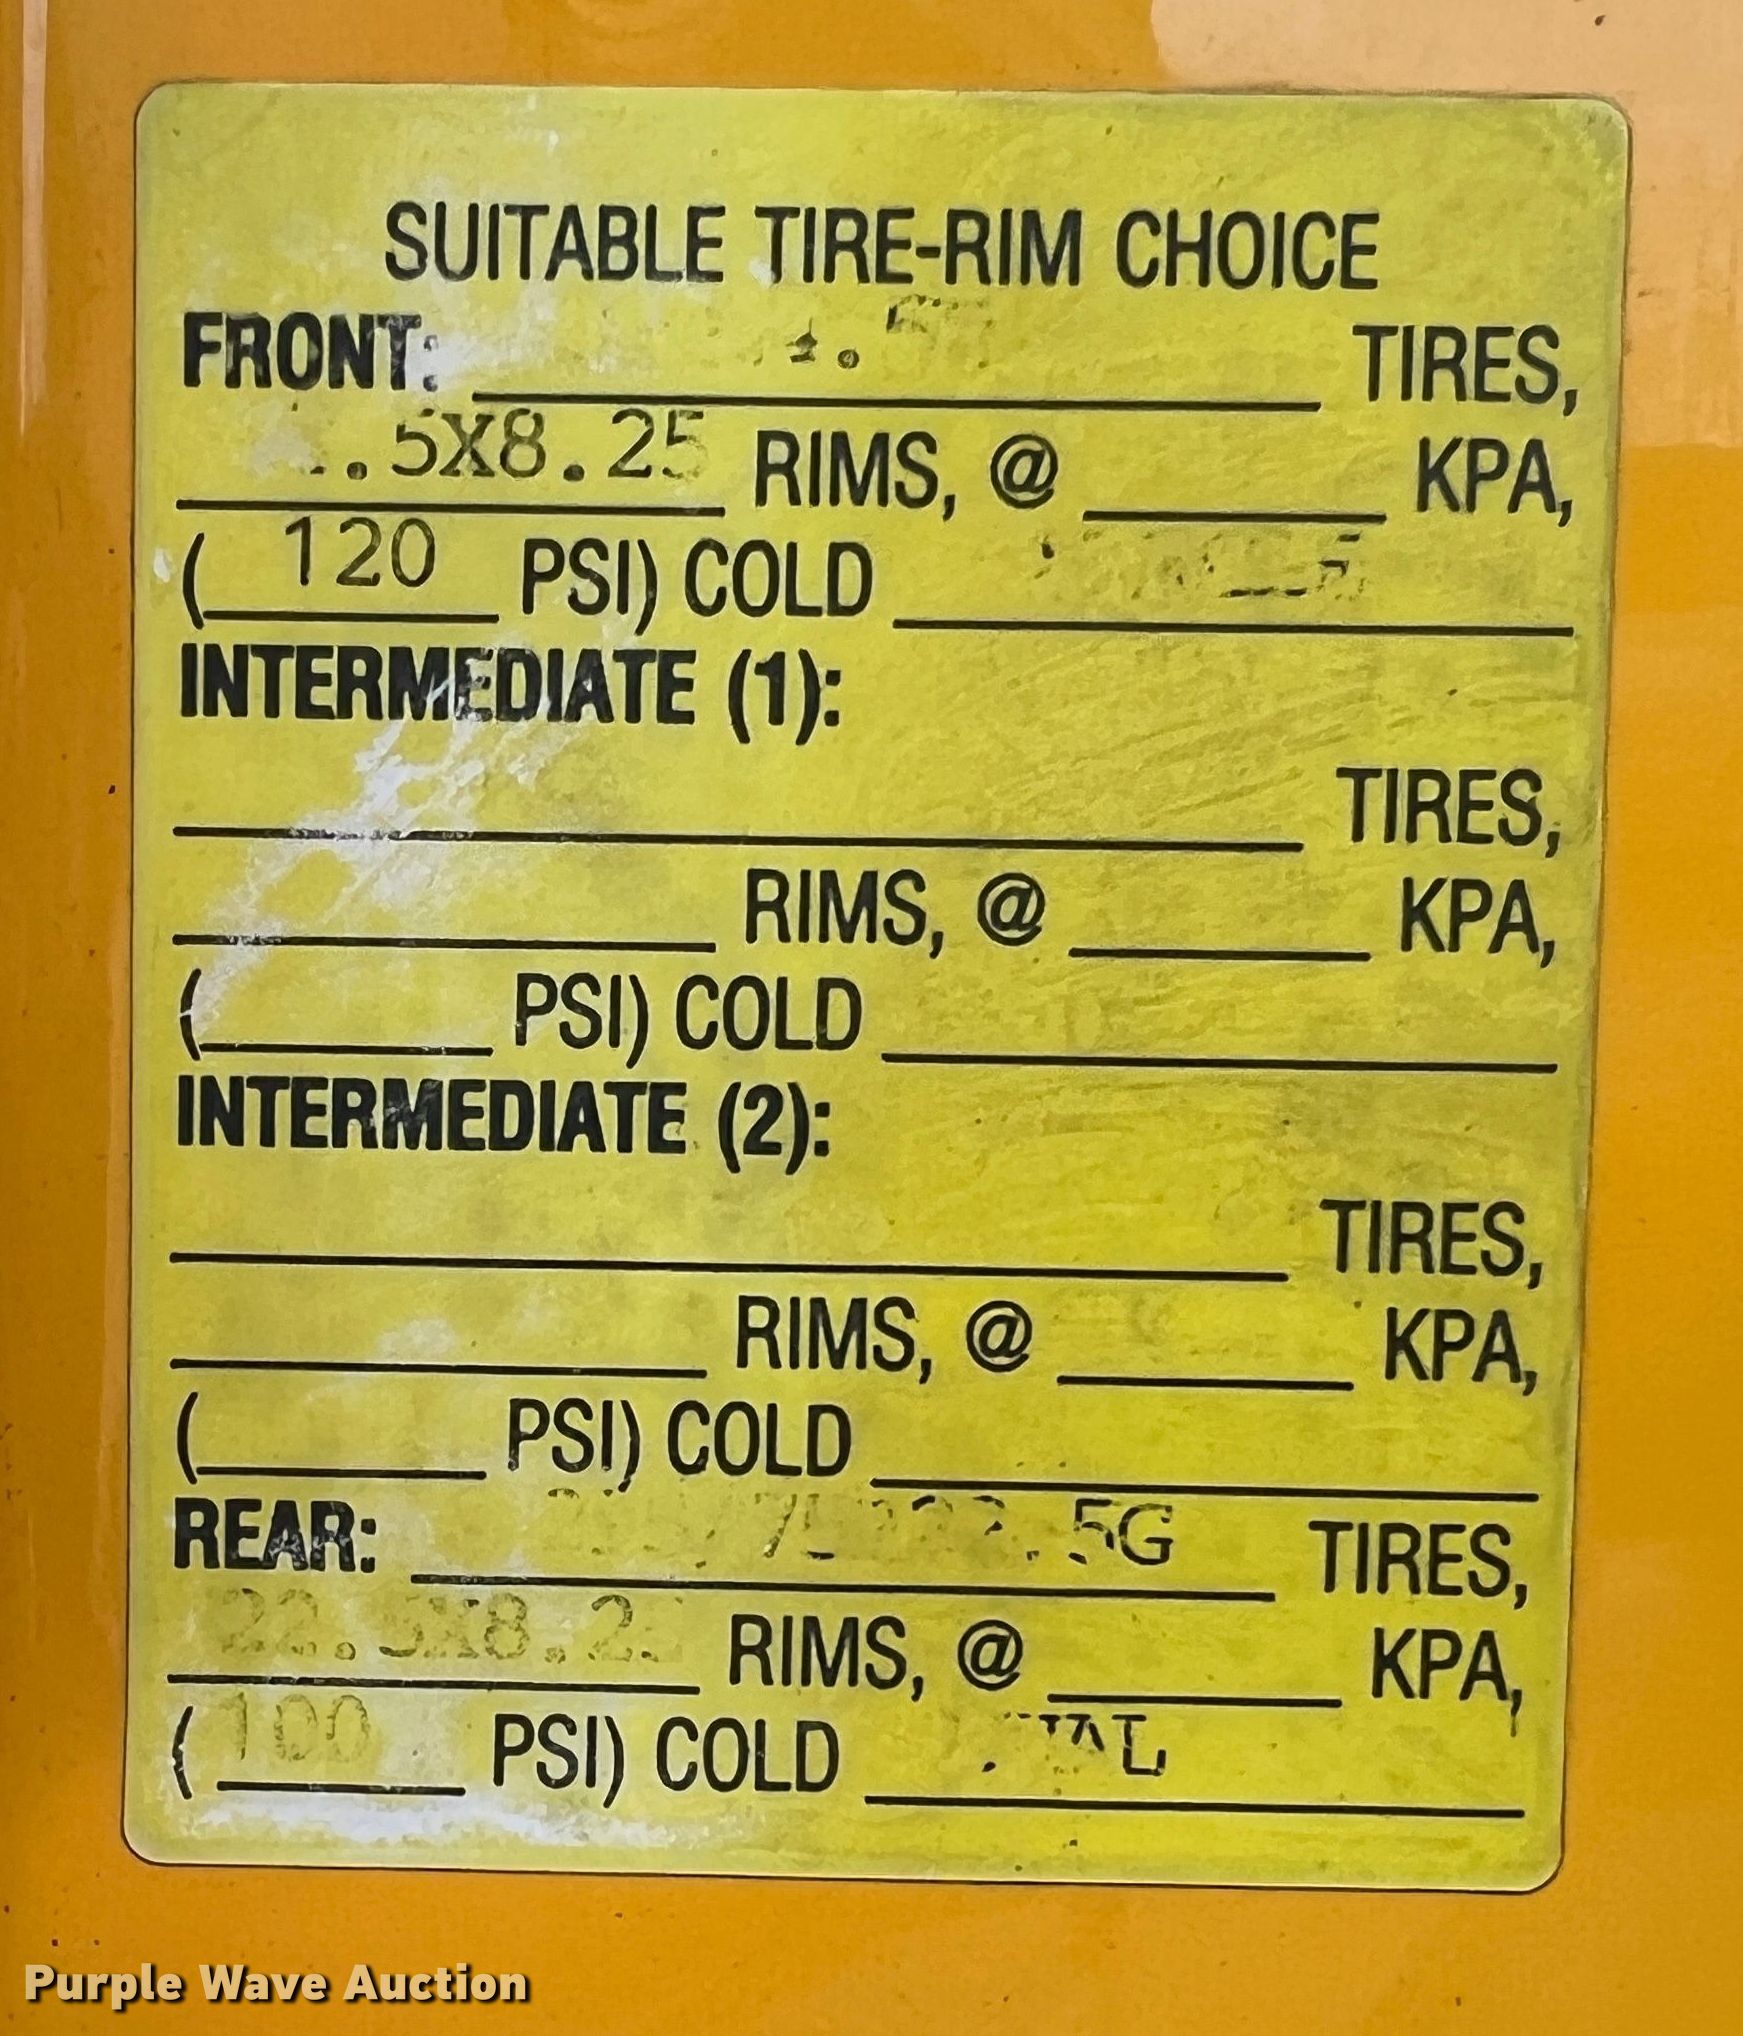 SUITABLE TIRE-RIM CHOICE
FRONT: TIRES,
.5X8.25 RIMS, @ KPA,
( 120 PSI) COLD
INTERMEDIATE (1):
TIRES,
RIMS, @ KPA,
( PSI) COLD
INTERMEDIATE (2):
TIRES,
RIMS, @ KPA,
( PSI) COLD
REAR: TIRES,
RIMS, @ KPA,
( 100 PSI) COLD
Purple Wave Auction